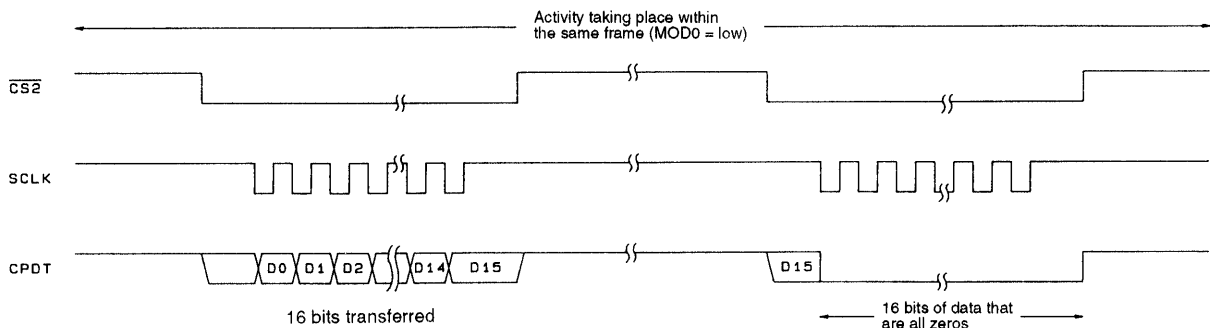 Activity taking place within
the same frame (MOD0 = low)
CS2
SCLK
CPDT
D0 D1 D2 D14 D15
D15
16 bits transferred
16 bits of data that
are all zeros